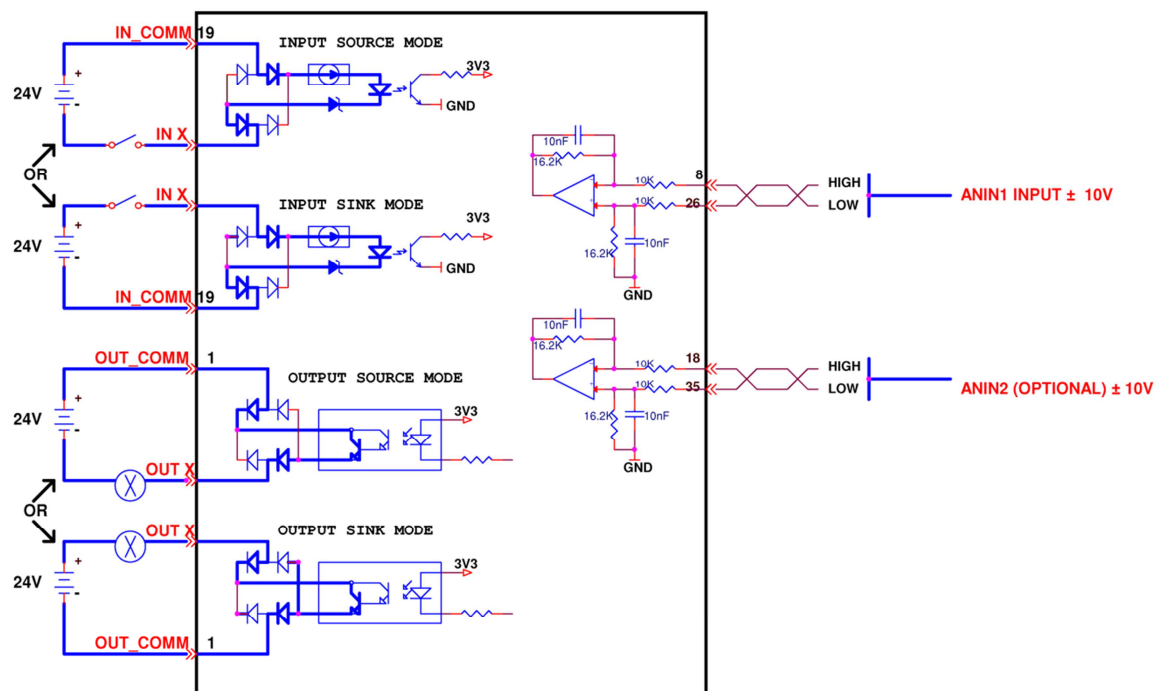 IN_COMM 19
INPUT SOURCE MODE
3V3
+
24V
-
GND
IN X
OR
IN X
INPUT SINK MODE
3V3
+
24V
-
GND
IN_COMM 19
OUT_COMM 1
OUTPUT SOURCE MODE
+
24V
-
3V3
OUT X
OR
OUT X
OUTPUT SINK MODE
+
24V
-
3V3
OUT_COMM 1
10nF
16.2K
-
+
10K
8
HIGH
10K
26
LOW
ANIN1 INPUT ± 10V
16.2K
10nF
GND
10nF
16.2K
-
+
10K
18
HIGH
10K
35
LOW
ANIN2 (OPTIONAL) ± 10V
16.2K
10nF
GND